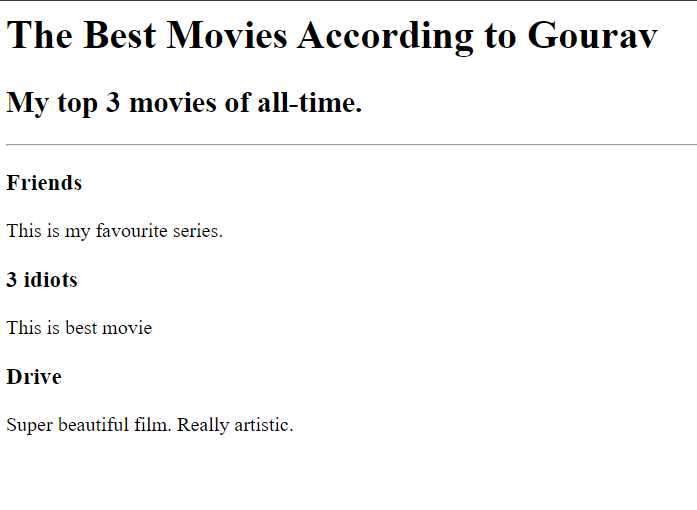 The Best Movies According to Gourav
My top 3 movies of all-time.
Friends
This is my favourite series.
3 idiots
This is best movie
Drive
Super beautiful film. Really artistic.